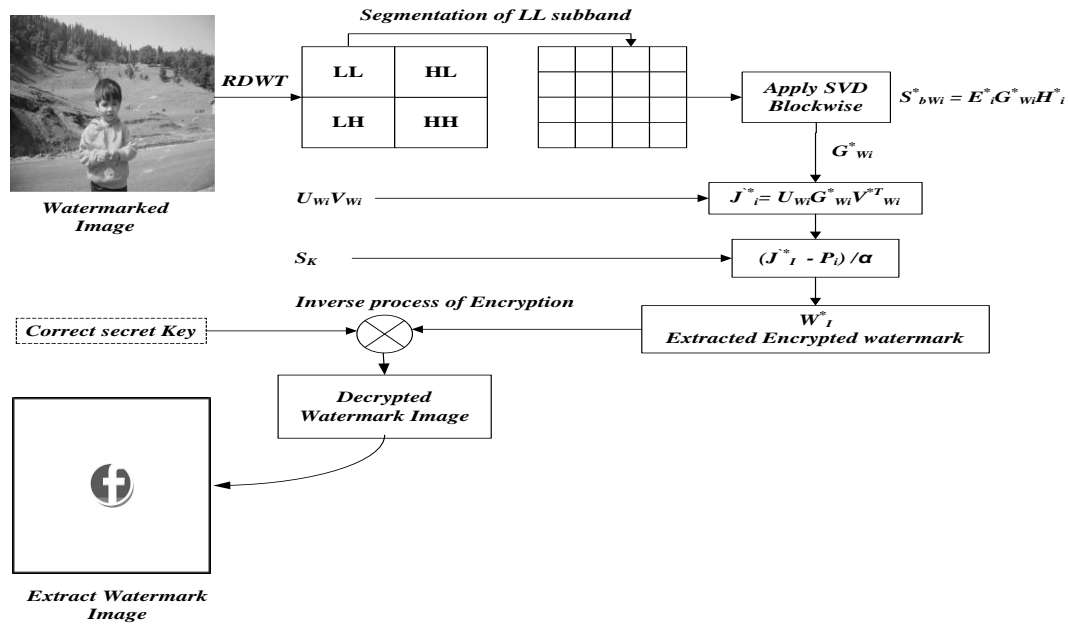 Segmentation of LL subband
RDWT
LL HL
LH HH
Apply SVD
Blockwise
S*bWi = E*iG*WiH*i
G*Wi
Watermarked
Image
UWiVWi
J`*i= UWiG*WiV*TWi
SK
(J`*I - Pi) /α
Inverse process of Encryption
Correct secret Key
W*I
Extracted Encrypted watermark
Decrypted
Watermark Image
f
Extract Watermark
Image